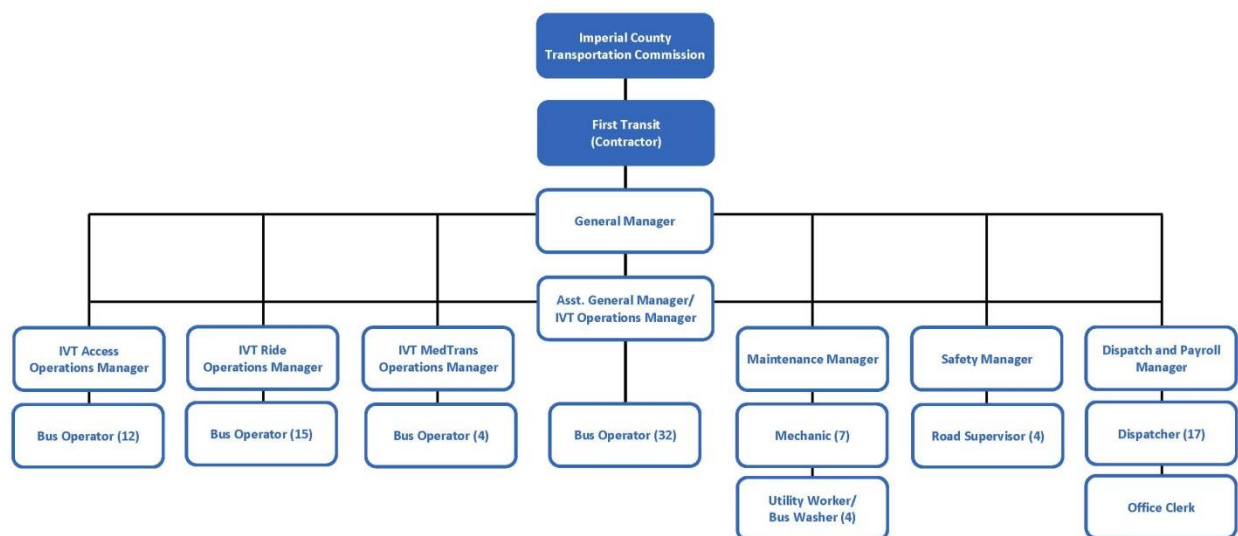 Imperial County
Transportation Commission
First Transit
(Contractor)
General Manager
Asst. General Manager/
IVT Operations Manager
IVT Access
Operations Manager
IVT Ride
Operations Manager
IVT MedTrans
Operations Manager
Maintenance Manager
Safety Manager
Dispatch and Payroll
Manager
Bus Operator (12)
Bus Operator (15)
Bus Operator (4)
Bus Operator (32)
Mechanic (7)
Road Supervisor (4)
Dispatcher (17)
Utility Worker/
Bus Washer (4)
Office Clerk